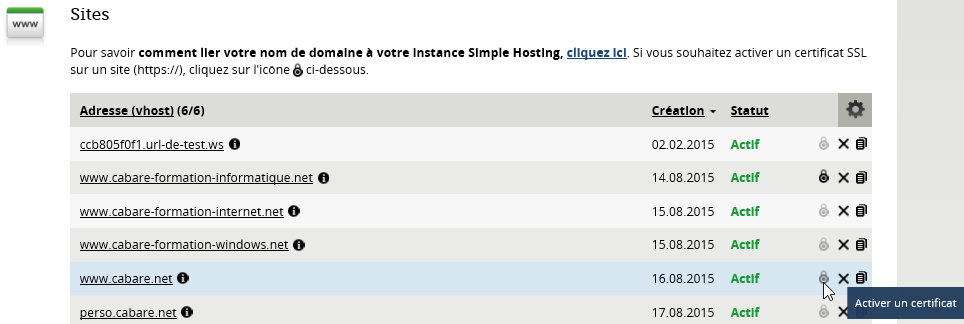 www
Sites
Pour savoir comment lier votre nom de domaine à votre instance Simple Hosting, cliquez ici. Si vous souhaitez activer un certificat SSL
sur un site (https://), cliquez sur l'icône ci-dessous.
Adresse (vhost) (6/6) Création Statut
ccb805f0f1.url-de-test.ws 02.02.2015 Actif
www.cabare-formation-informatique.net 14.08.2015 Actif
www.cabare-formation-internet.net 15.08.2015 Actif
www.cabare-formation-windows.net 15.08.2015 Actif
www.cabare.net 16.08.2015 Actif
Activer un certificat
perso.cabare.net 17.08.2015 Actif